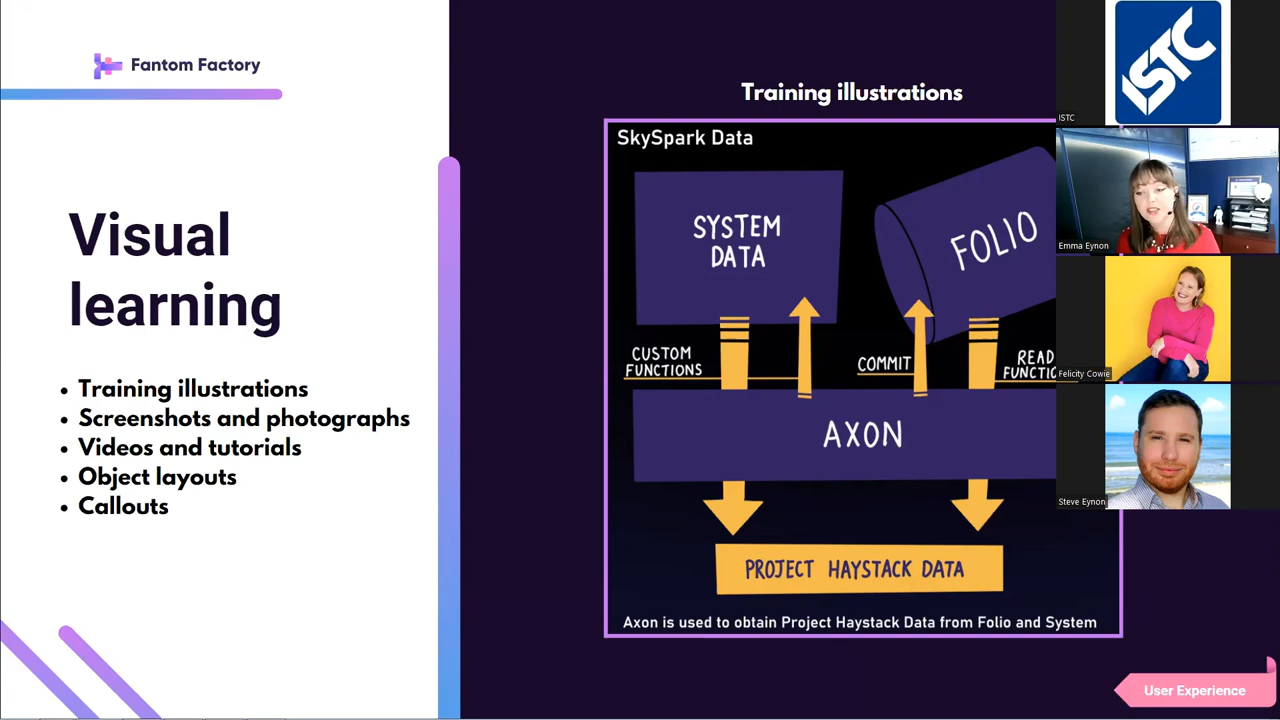 Fantom Factory
Visual
learning
Training illustrations
Screenshots and photographs
Videos and tutorials
Object layouts
Callouts
Training illustrations
SkySpark Data
SYSTEM
DATA
FOLIO
CUSTOM
FUNCTIONS
COMMIT
READ
AXON
PROJECT HAYSTACK DATA
Axon is used to obtain Project Haystack Data from Folio and System
User Experience
ISTC
ISTC
Emma Eynon
Felicity Cowie
Steve Eynon